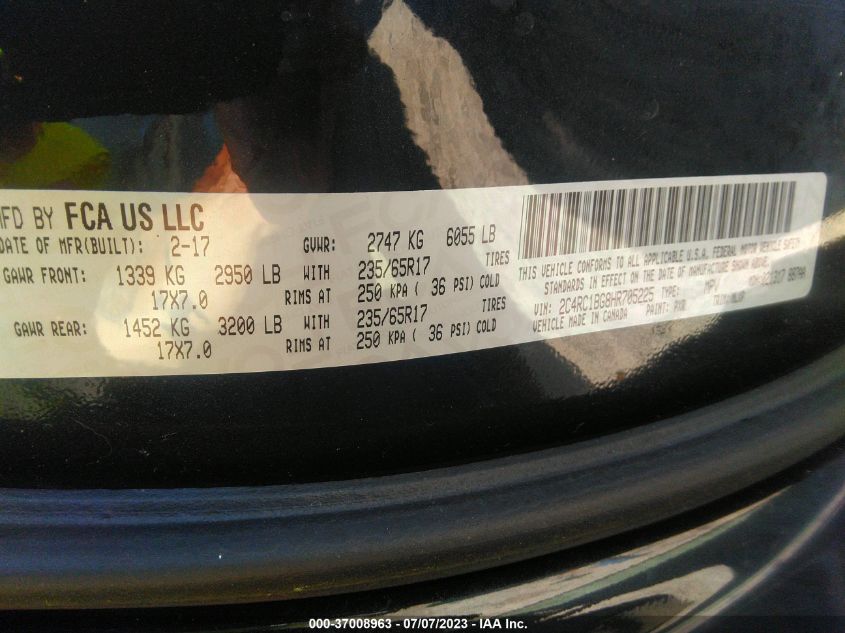 MFD BY FCA US LLC
DATE OF MFR(BUILT): 2-17 GVWR: 2747 KG 6055 LB
GAWR FRONT: 1339 KG 2950 LB WITH 235/65R17 TIRES
17X7.0 RIMS AT 250 KPA ( 36 PSI) COLD
GAWR REAR: 1452 KG 3200 LB WITH 235/65R17 TIRES
17X7.0 RIMS AT 250 KPA ( 36 PSI) COLD
THIS VEHICLE CONFORMS TO ALL APPLICABLE U.S.A. FEDERAL MOTOR VEHICLE SAFETY
STANDARDS IN EFFECT ON THE DATE OF MANUFACTURE SHOWN ABOVE.
VIN: 2C4RC1BG8HR706225 TYPE: MPV
VEHICLE MADE IN CANADA PAINT: PXR
000-37008963 - 07/07/2023 - IAA Inc.